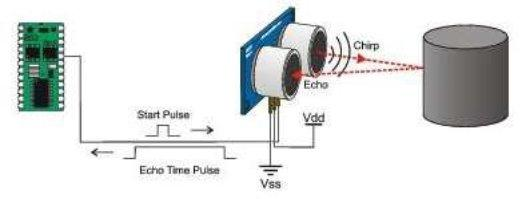 Chirp
Echo
Start Pulse
Vdd
Echo Time Pulse
Vss